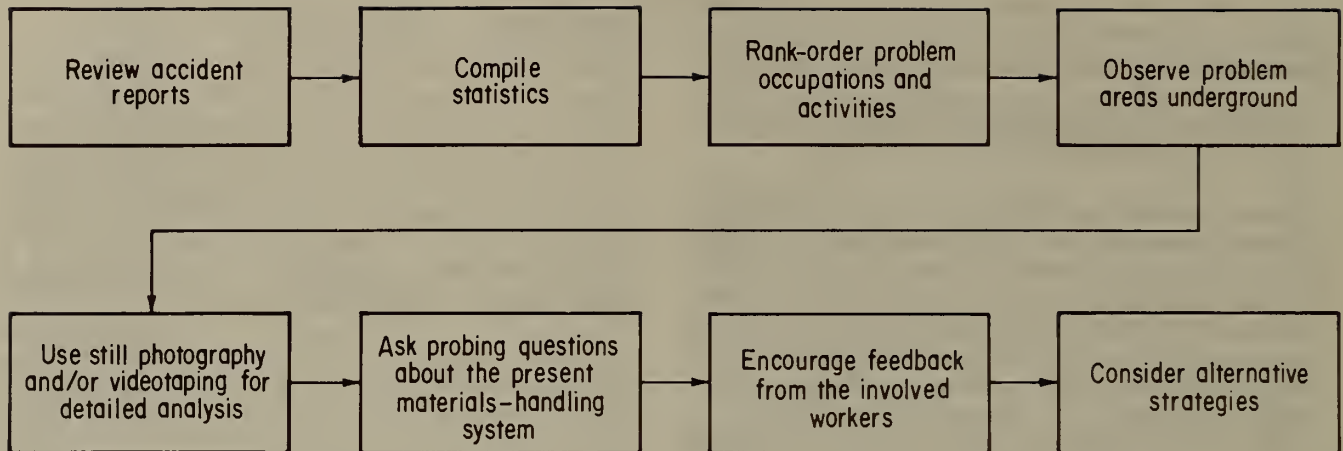 Review accident
reports
Compile
statistics
Rank-order problem
occupations and
activities
Observe problem
areas underground
Use still photography
and/or videotaping for
detailed analysis
Ask probing questions
about the present
materials-handling
system
Encourage feedback
from the involved
workers
Consider alternative
strategies